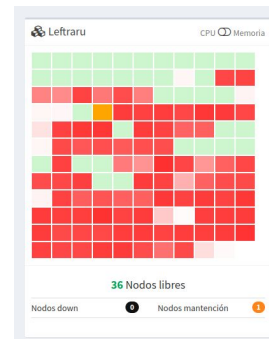 Leftraru
CPU Memoria
36 Nodos libres
Nodos down 0 Nodos mantención 1